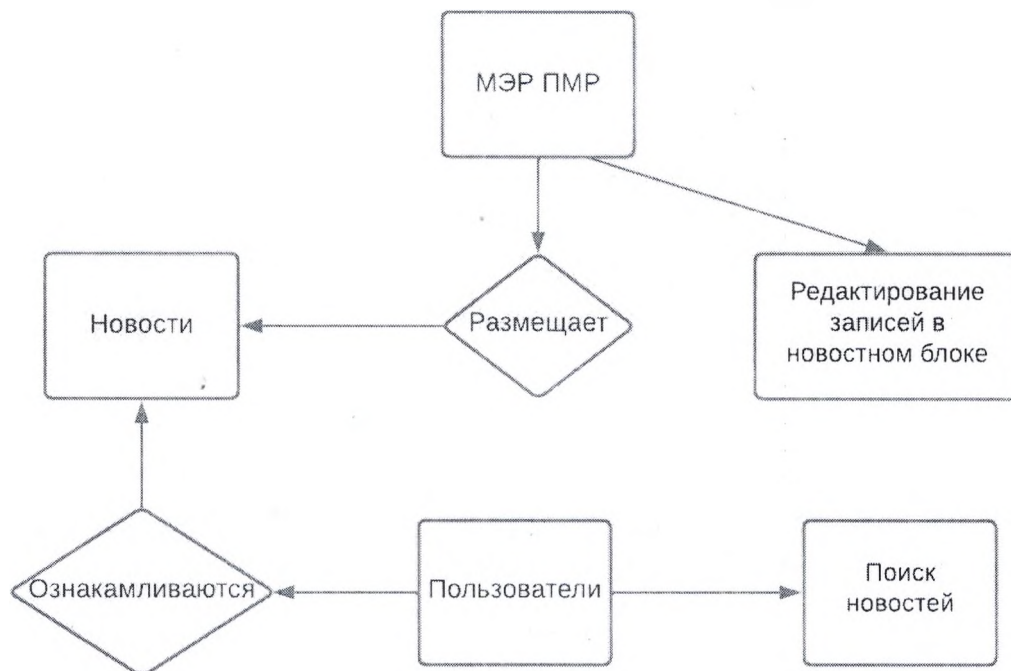 МЭР ПМР
Новости
Размещает
Редактирование
записей в
новостном блоке
Ознакамливаются
Пользователи
Поиск
новостей